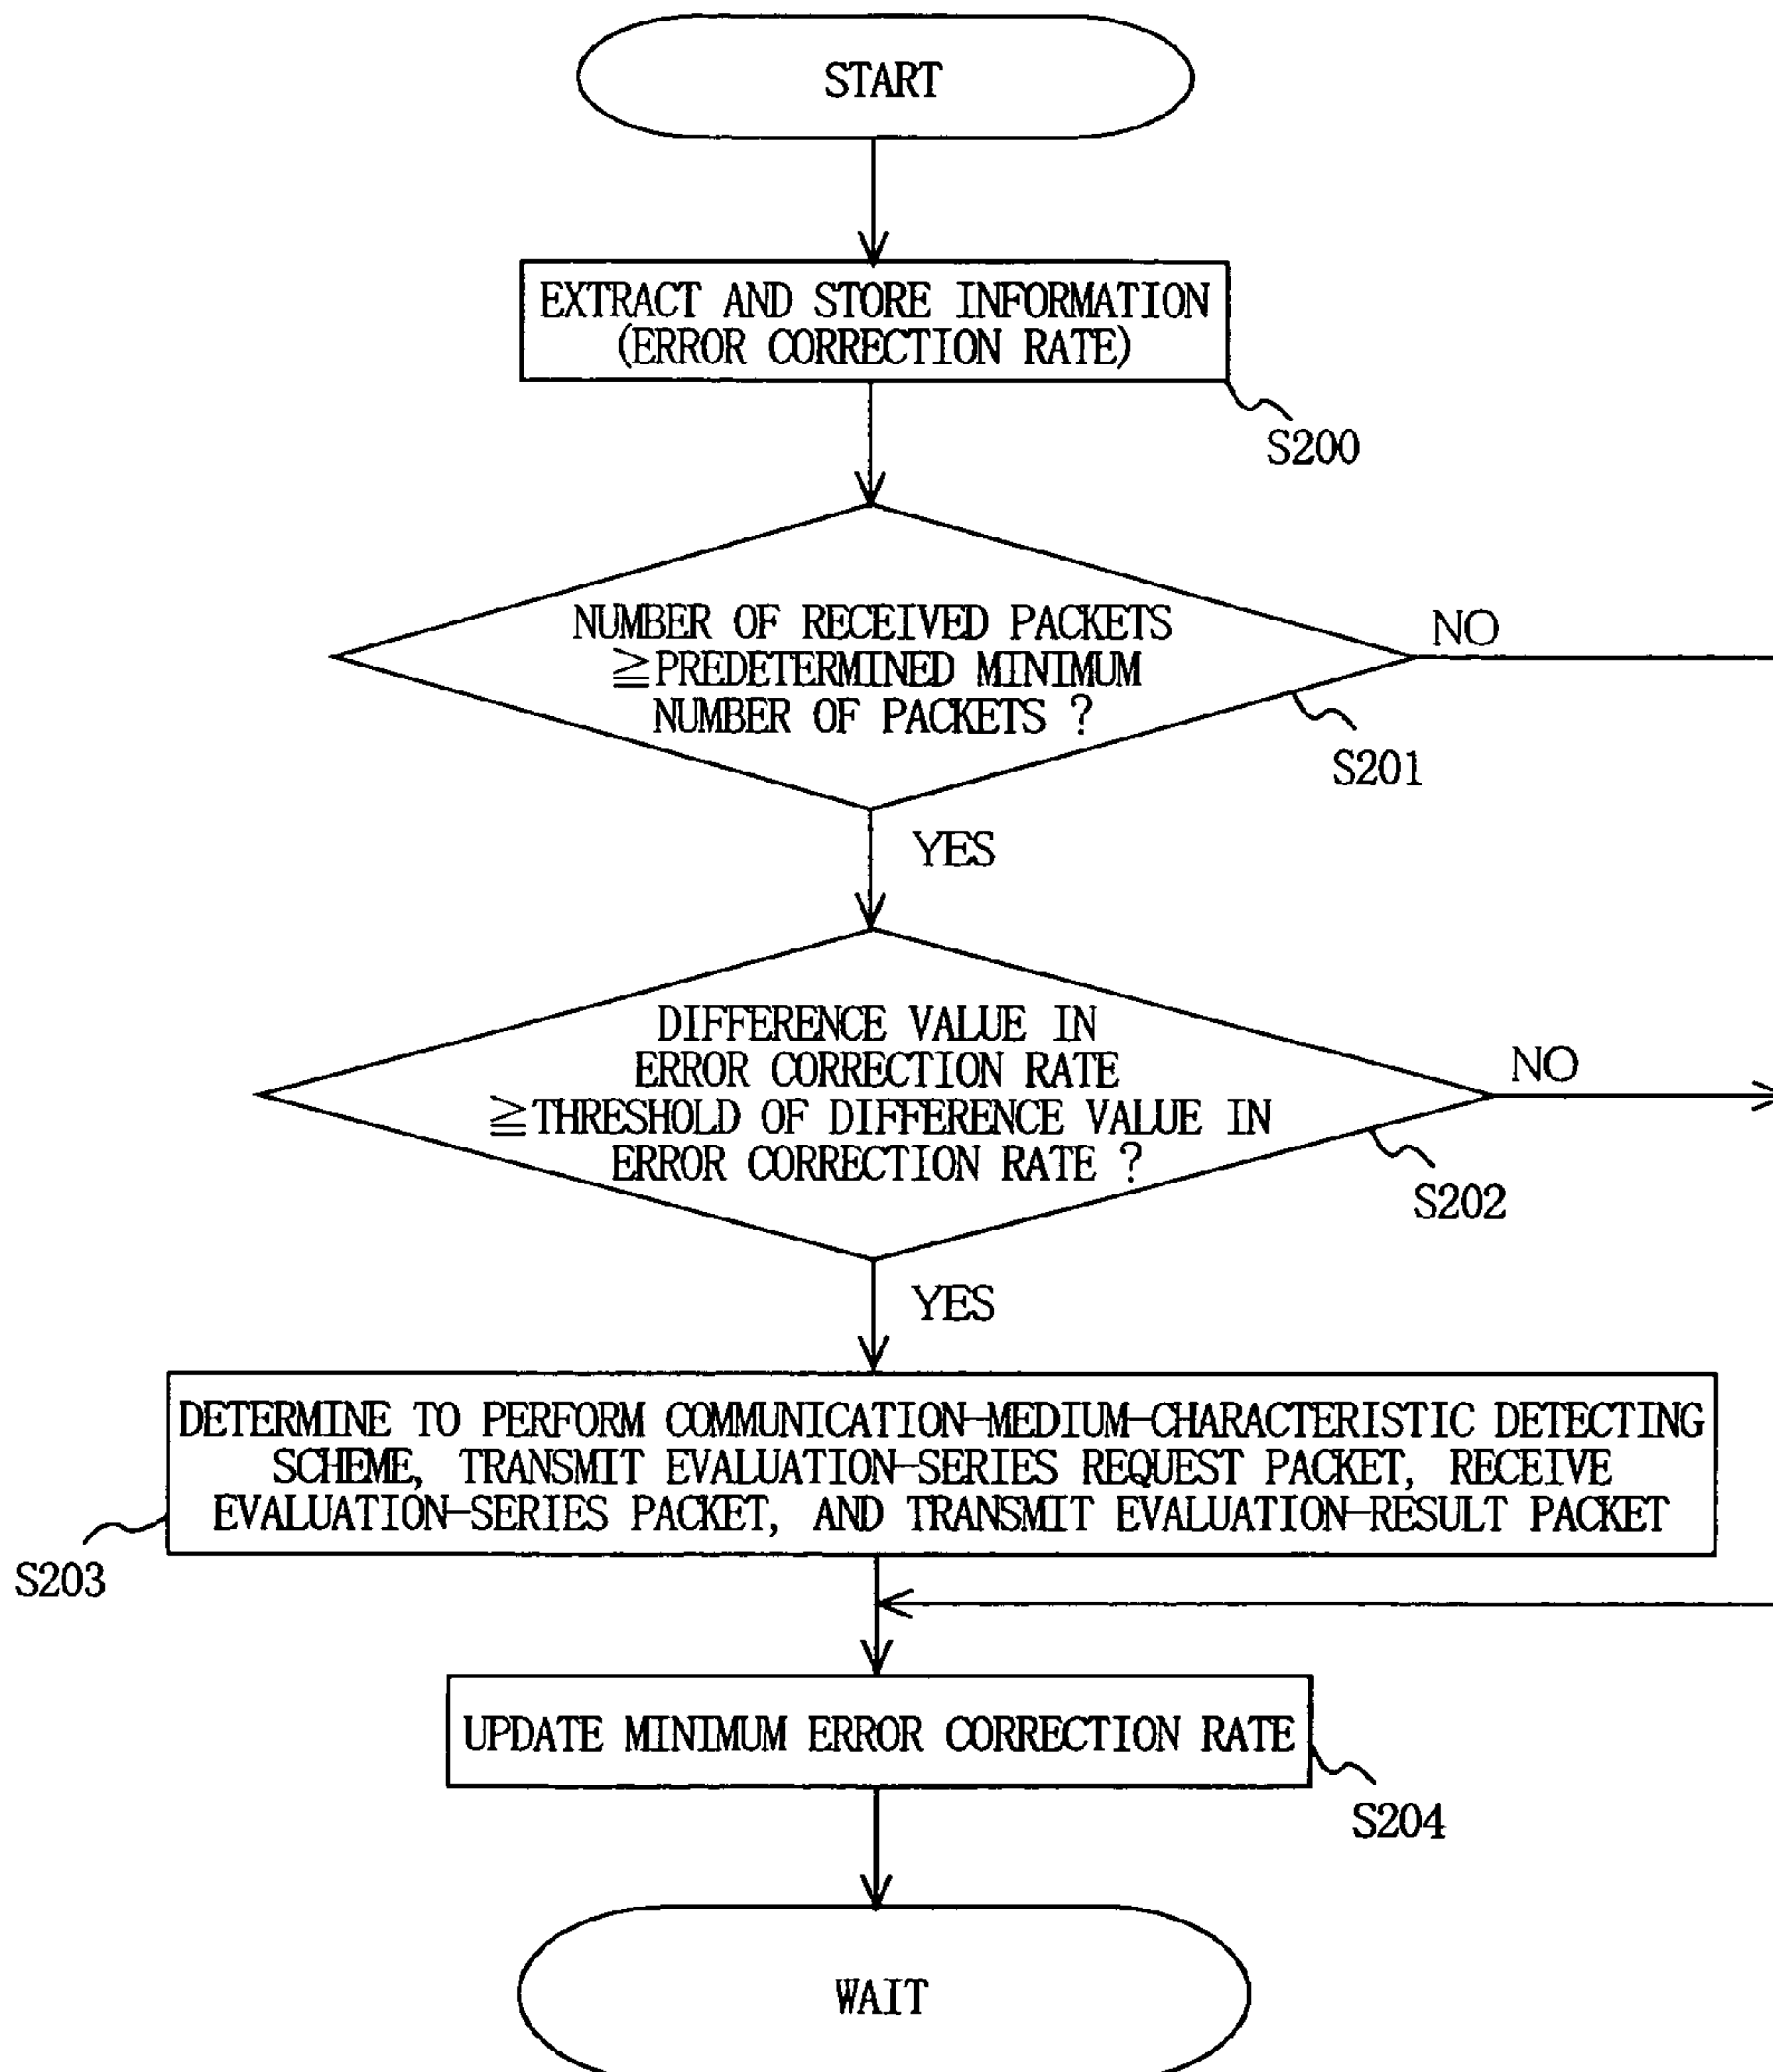 START
EXTRACT AND STORE INFORMATION
(ERROR CORRECTION RATE)
S200
NUMBER OF RECEIVED PACKETS
≧PREDETERMINED MINIMUM
NUMBER OF PACKETS ?
NO
S201
YES
DIFFERENCE VALUE IN
ERROR CORRECTION RATE
≧THRESHOLD OF DIFFERENCE VALUE IN
ERROR CORRECTION RATE ?
NO
S202
YES
DETERMINE TO PERFORM COMMUNICATION-MEDIUM-CHARACTERISTIC DETECTING
SCHEME, TRANSMIT EVALUATION-SERIES REQUEST PACKET, RECEIVE
EVALUATION-SERIES PACKET, AND TRANSMIT EVALUATION-RESULT PACKET
S203
UPDATE MINIMUM ERROR CORRECTION RATE
S204
WAIT